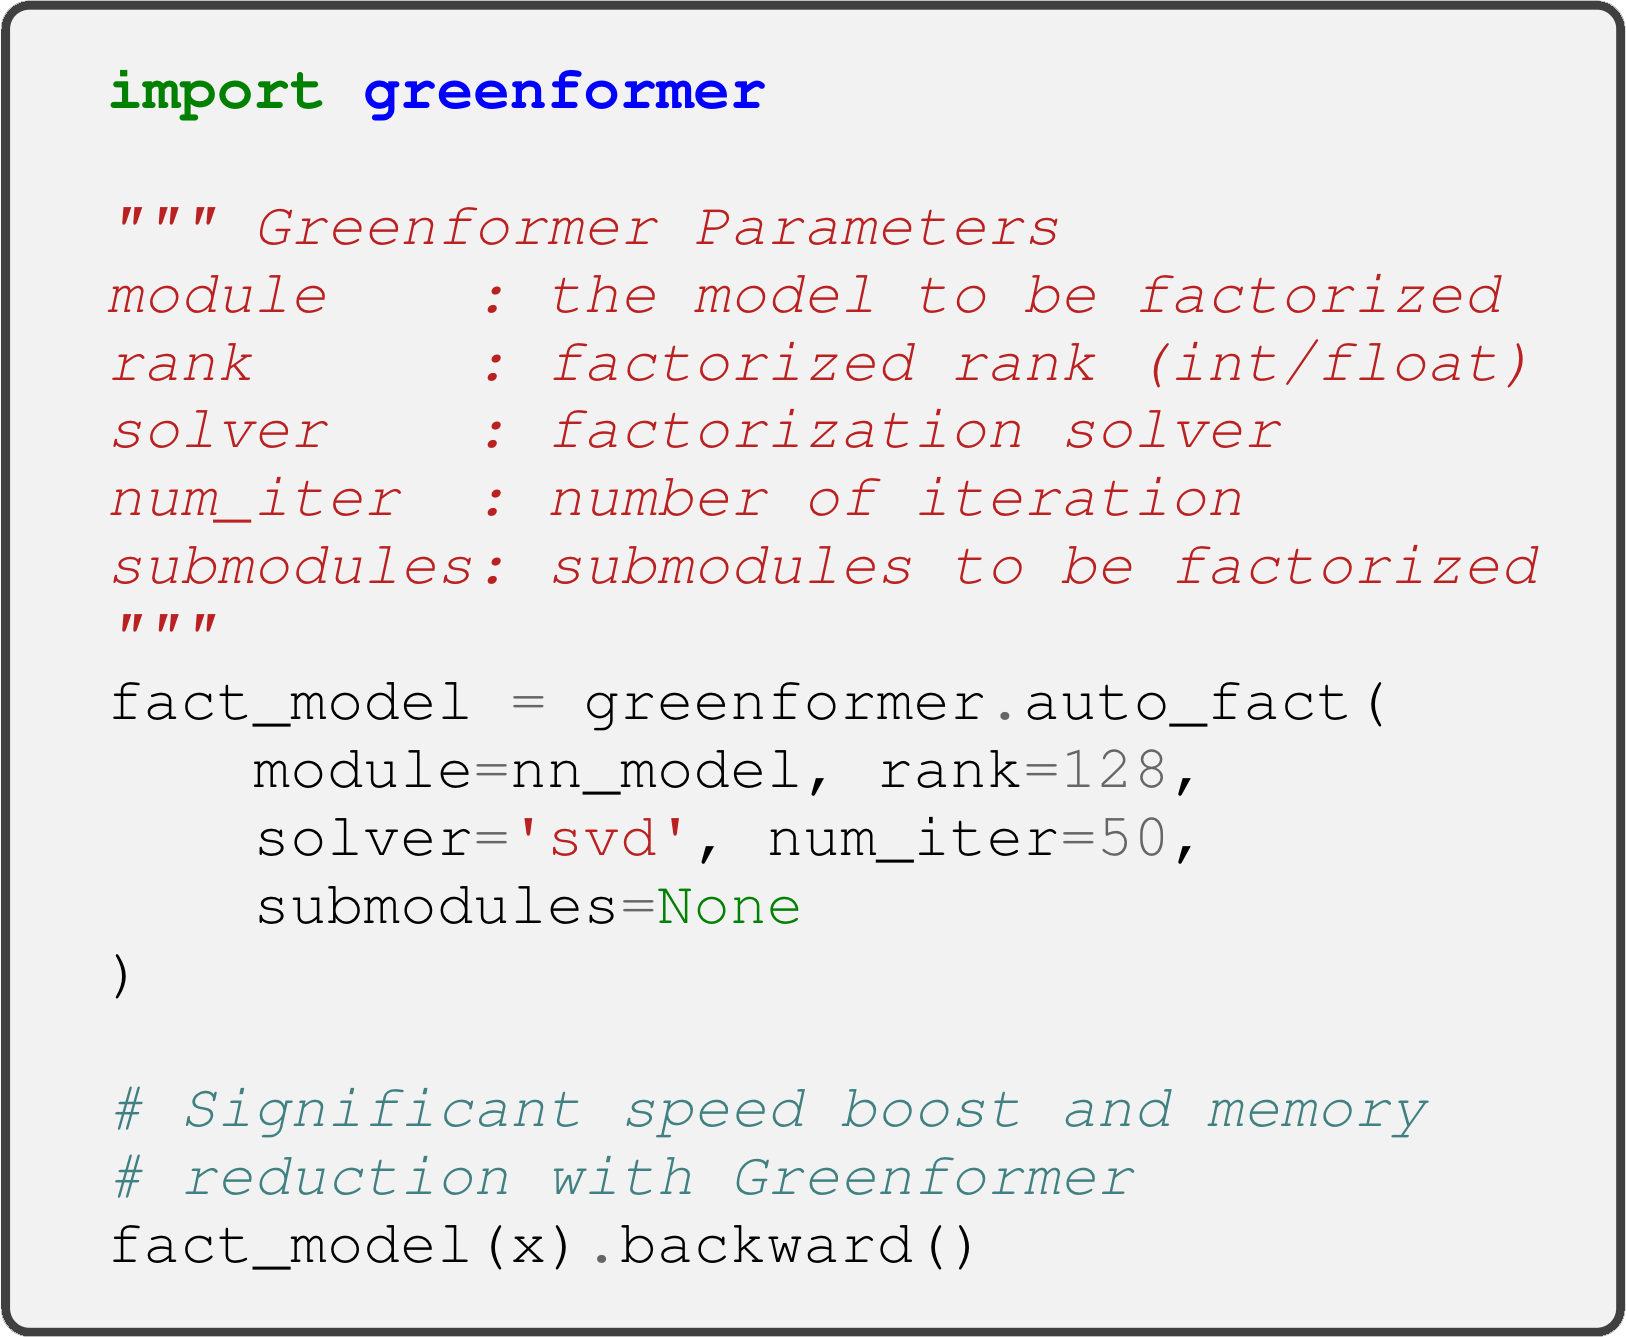 import greenformer
""" Greenformer Parameters
module    : the model to be factorized
rank      : factorized rank (int/float)
solver    : factorization solver
num_iter  : number of iteration
submodules: submodules to be factorized
"""
fact_model = greenformer.auto_fact(
    module=nn_model, rank=128,
    solver='svd', num_iter=50,
    submodules=None
)
# Significant speed boost and memory
# reduction with Greenformer
fact_model(x).backward()